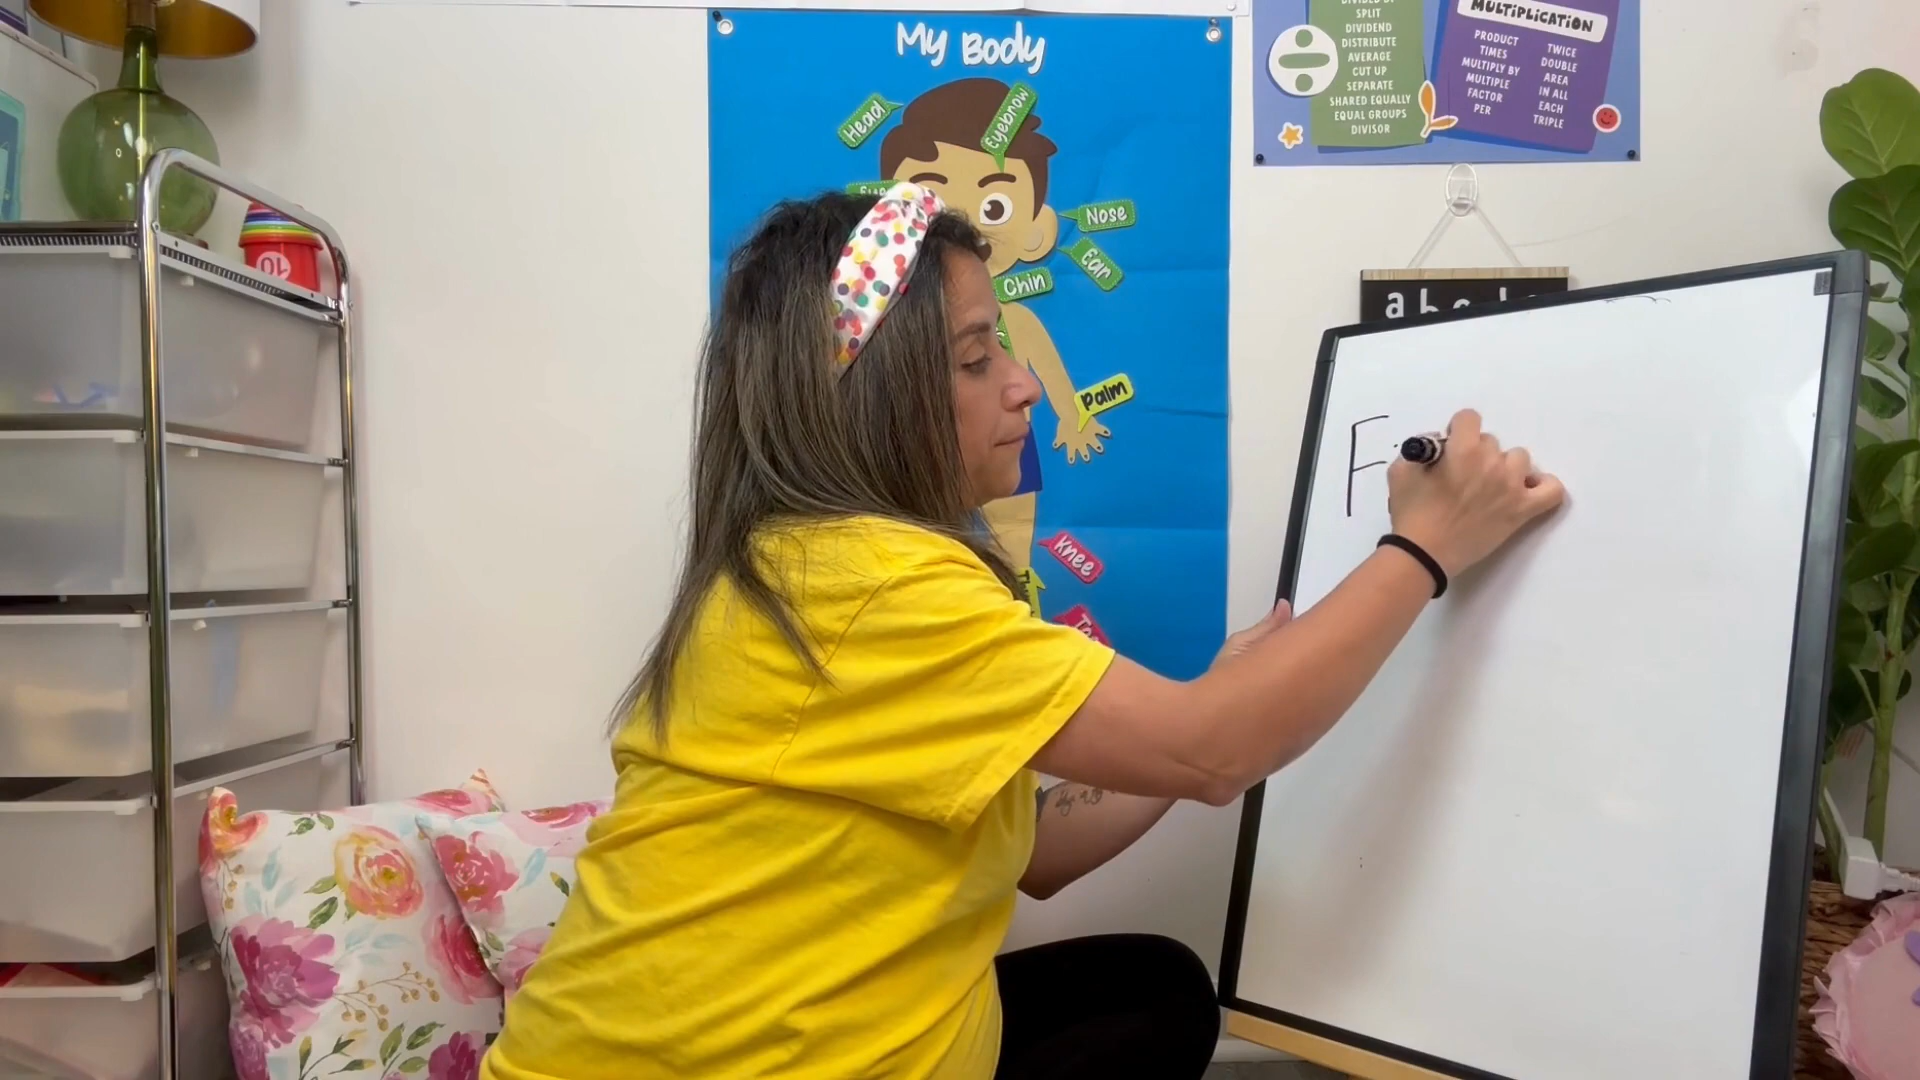 My Body
Head
Eyebrow
Nose
Ear
Chin
Palm
Knee
SPLIT
DIVIDEND
DISTRIBUTE
AVERAGE
CUT UP
SEPARATE
SHARED EQUALLY
EQUAL GROUPS
DIVISOR
MULTIPLICATION
PRODUCT
TIMES
MULTIPLY BY
MULTIPLE
FACTOR
PER
TWICE
DOUBLE
AREA
IN ALL
EACH
TRIPLE
a b c d
F
10